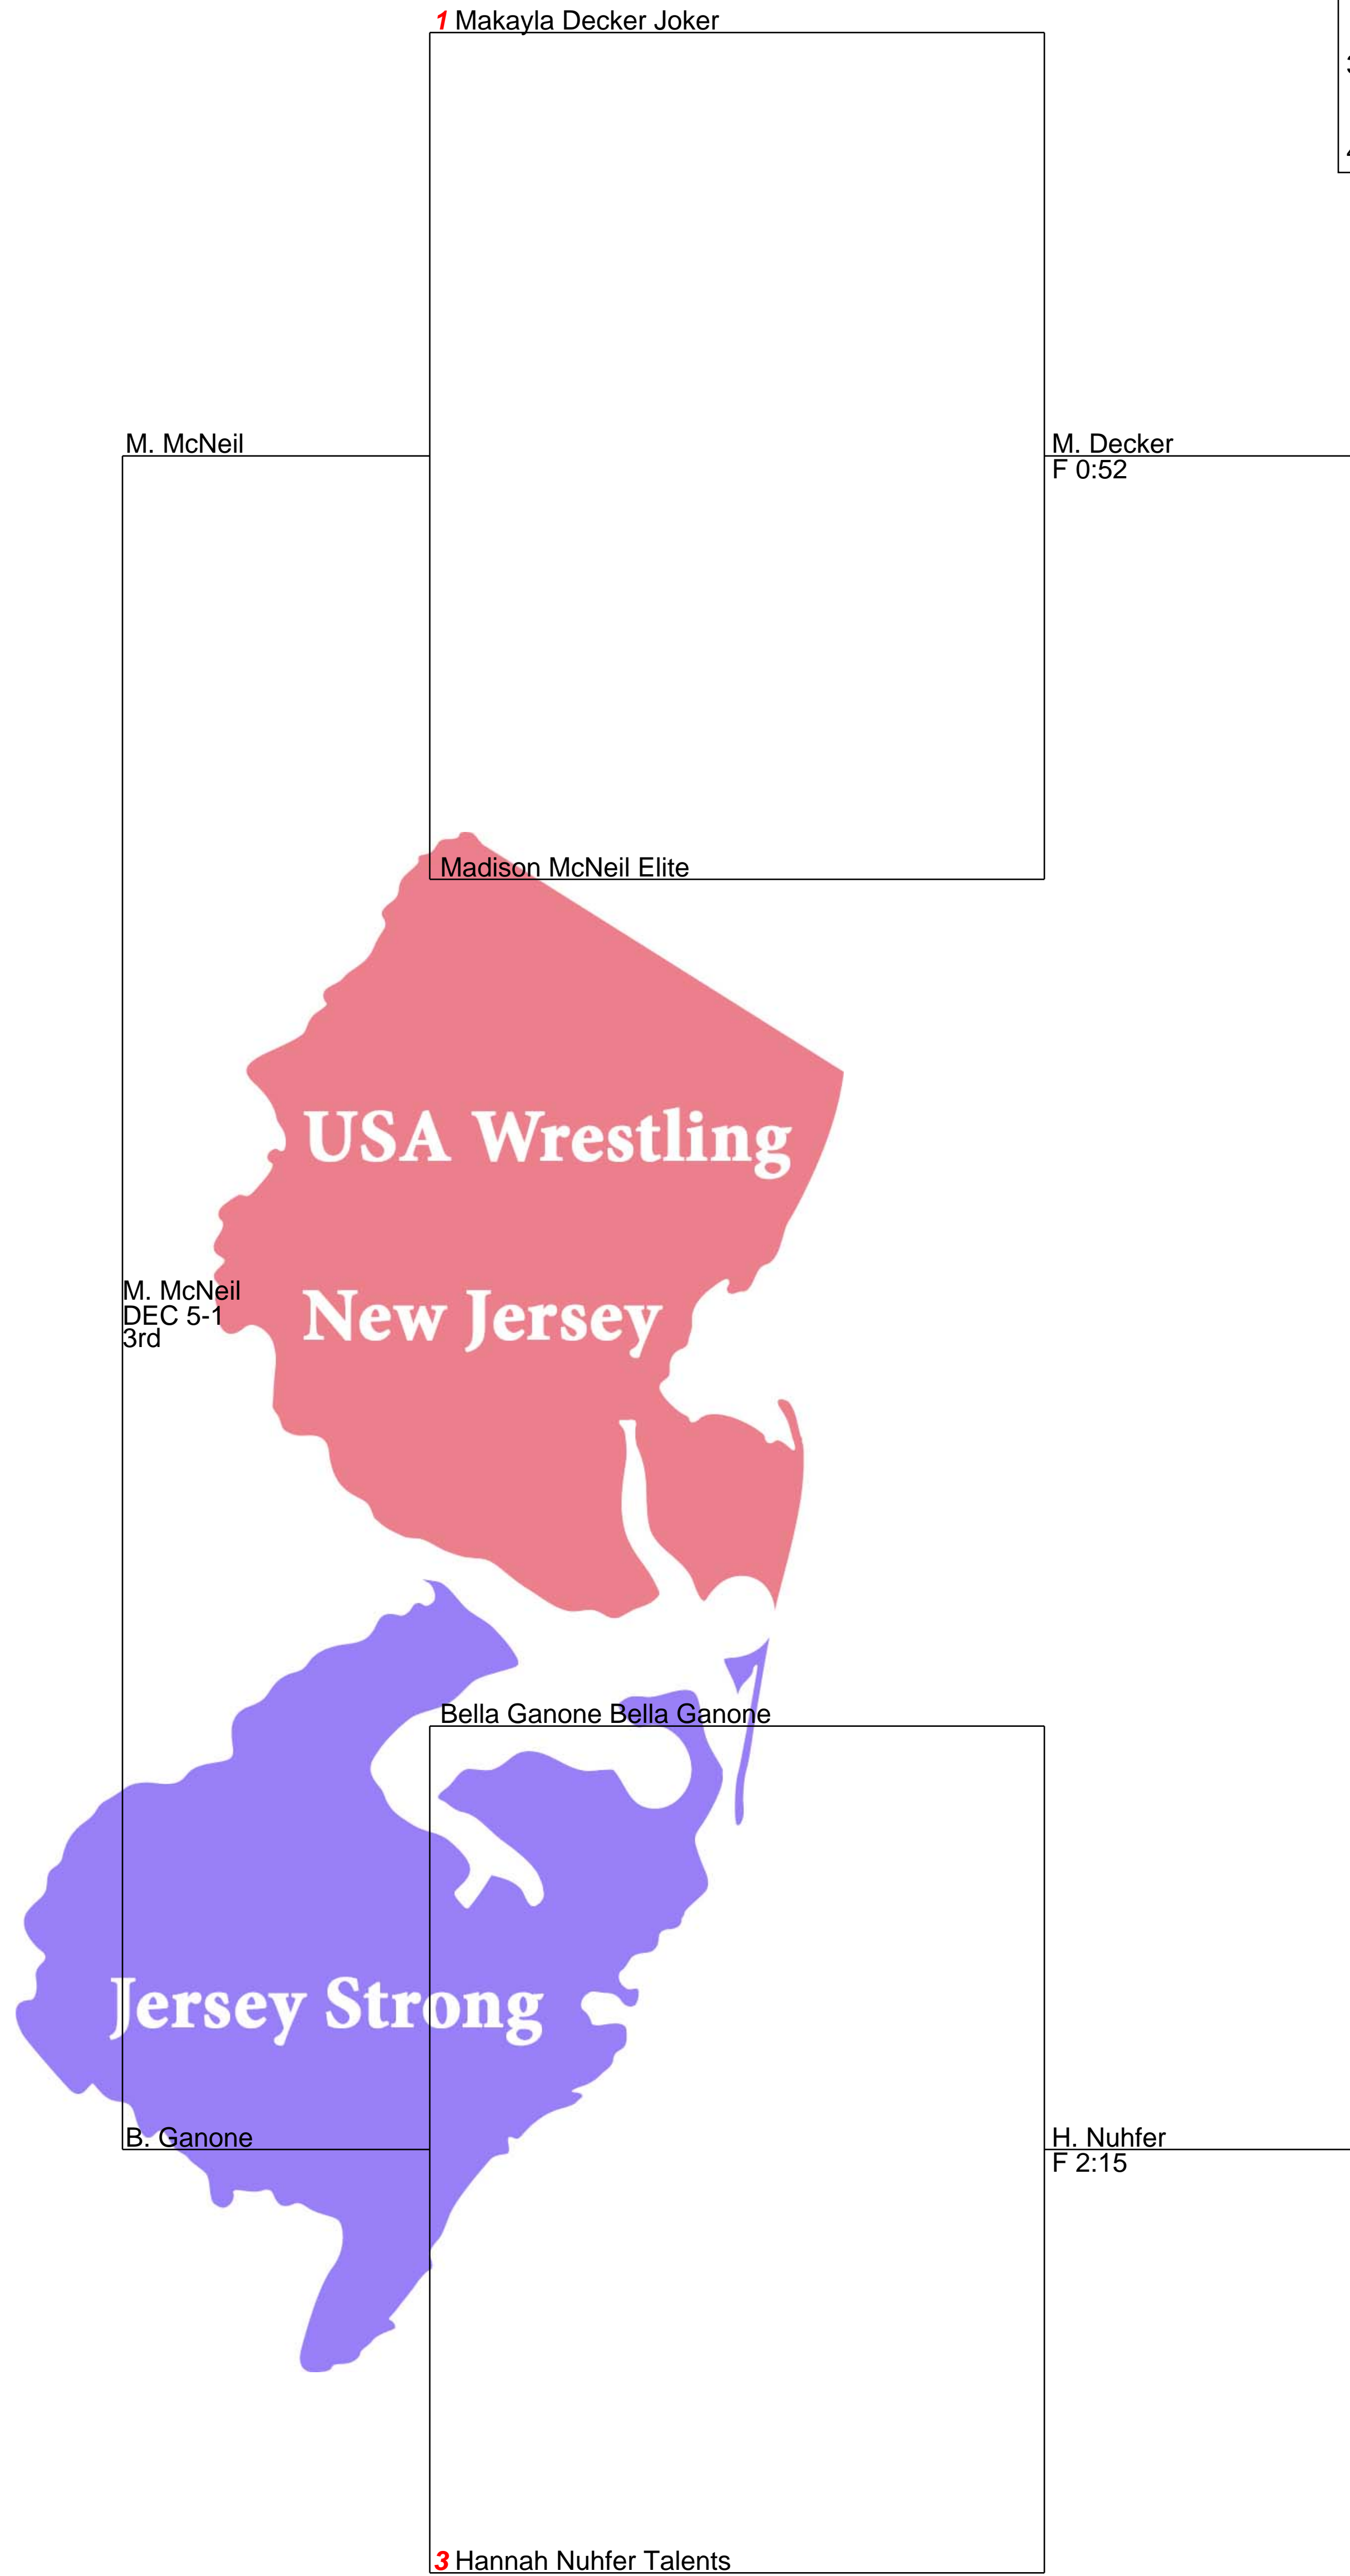 1 Makayla Decker Joker
M. McNeil
M. Decker
F 0:52
Madison McNeil Elite
USA Wrestling
New Jersey
M. McNeil
DEC 5-1
3rd
Bella Ganone Bella Ganone
Jersey Strong
B. Ganone
H. Nuhfer
F 2:15
3 Hannah Nuhfer Talents